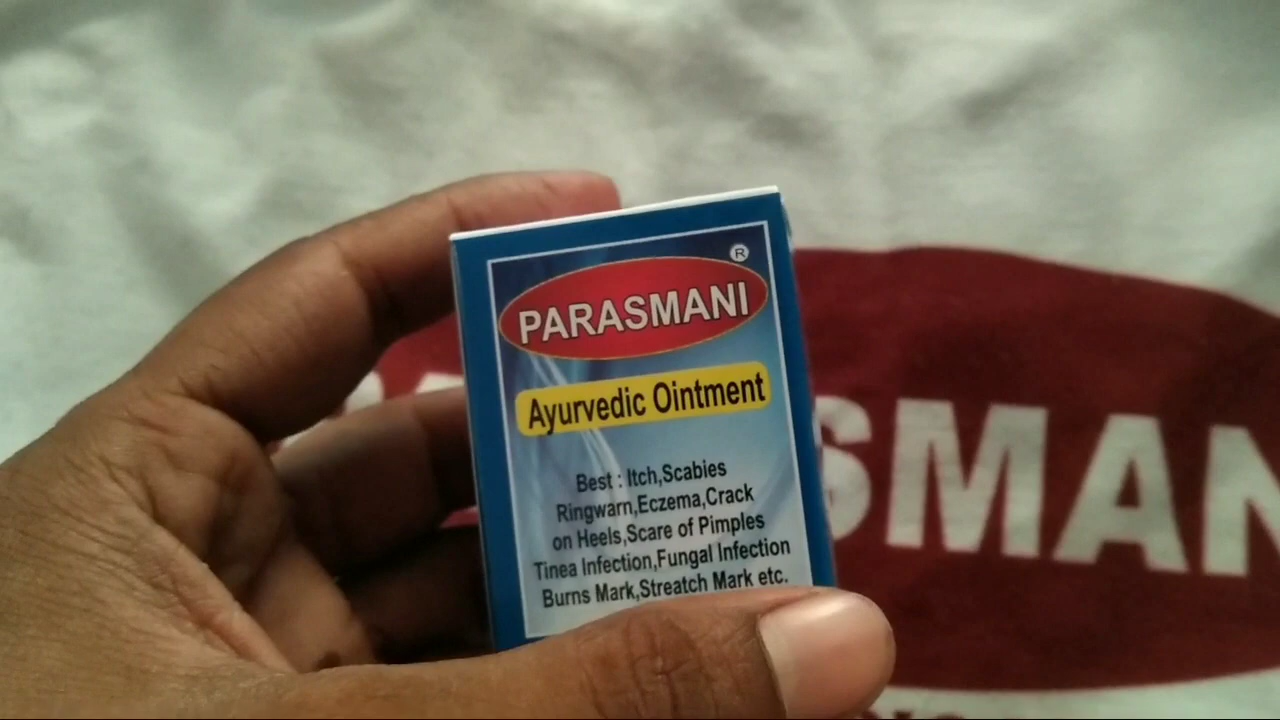 PARASMANI
®
Ayurvedic Ointment
Best : Itch,Scabies
Ringwarn,Eczema,Crack
on Heels,Scare of Pimples
Tinea Infection,Fungal Infection
Burns Mark,Streatch Mark etc.